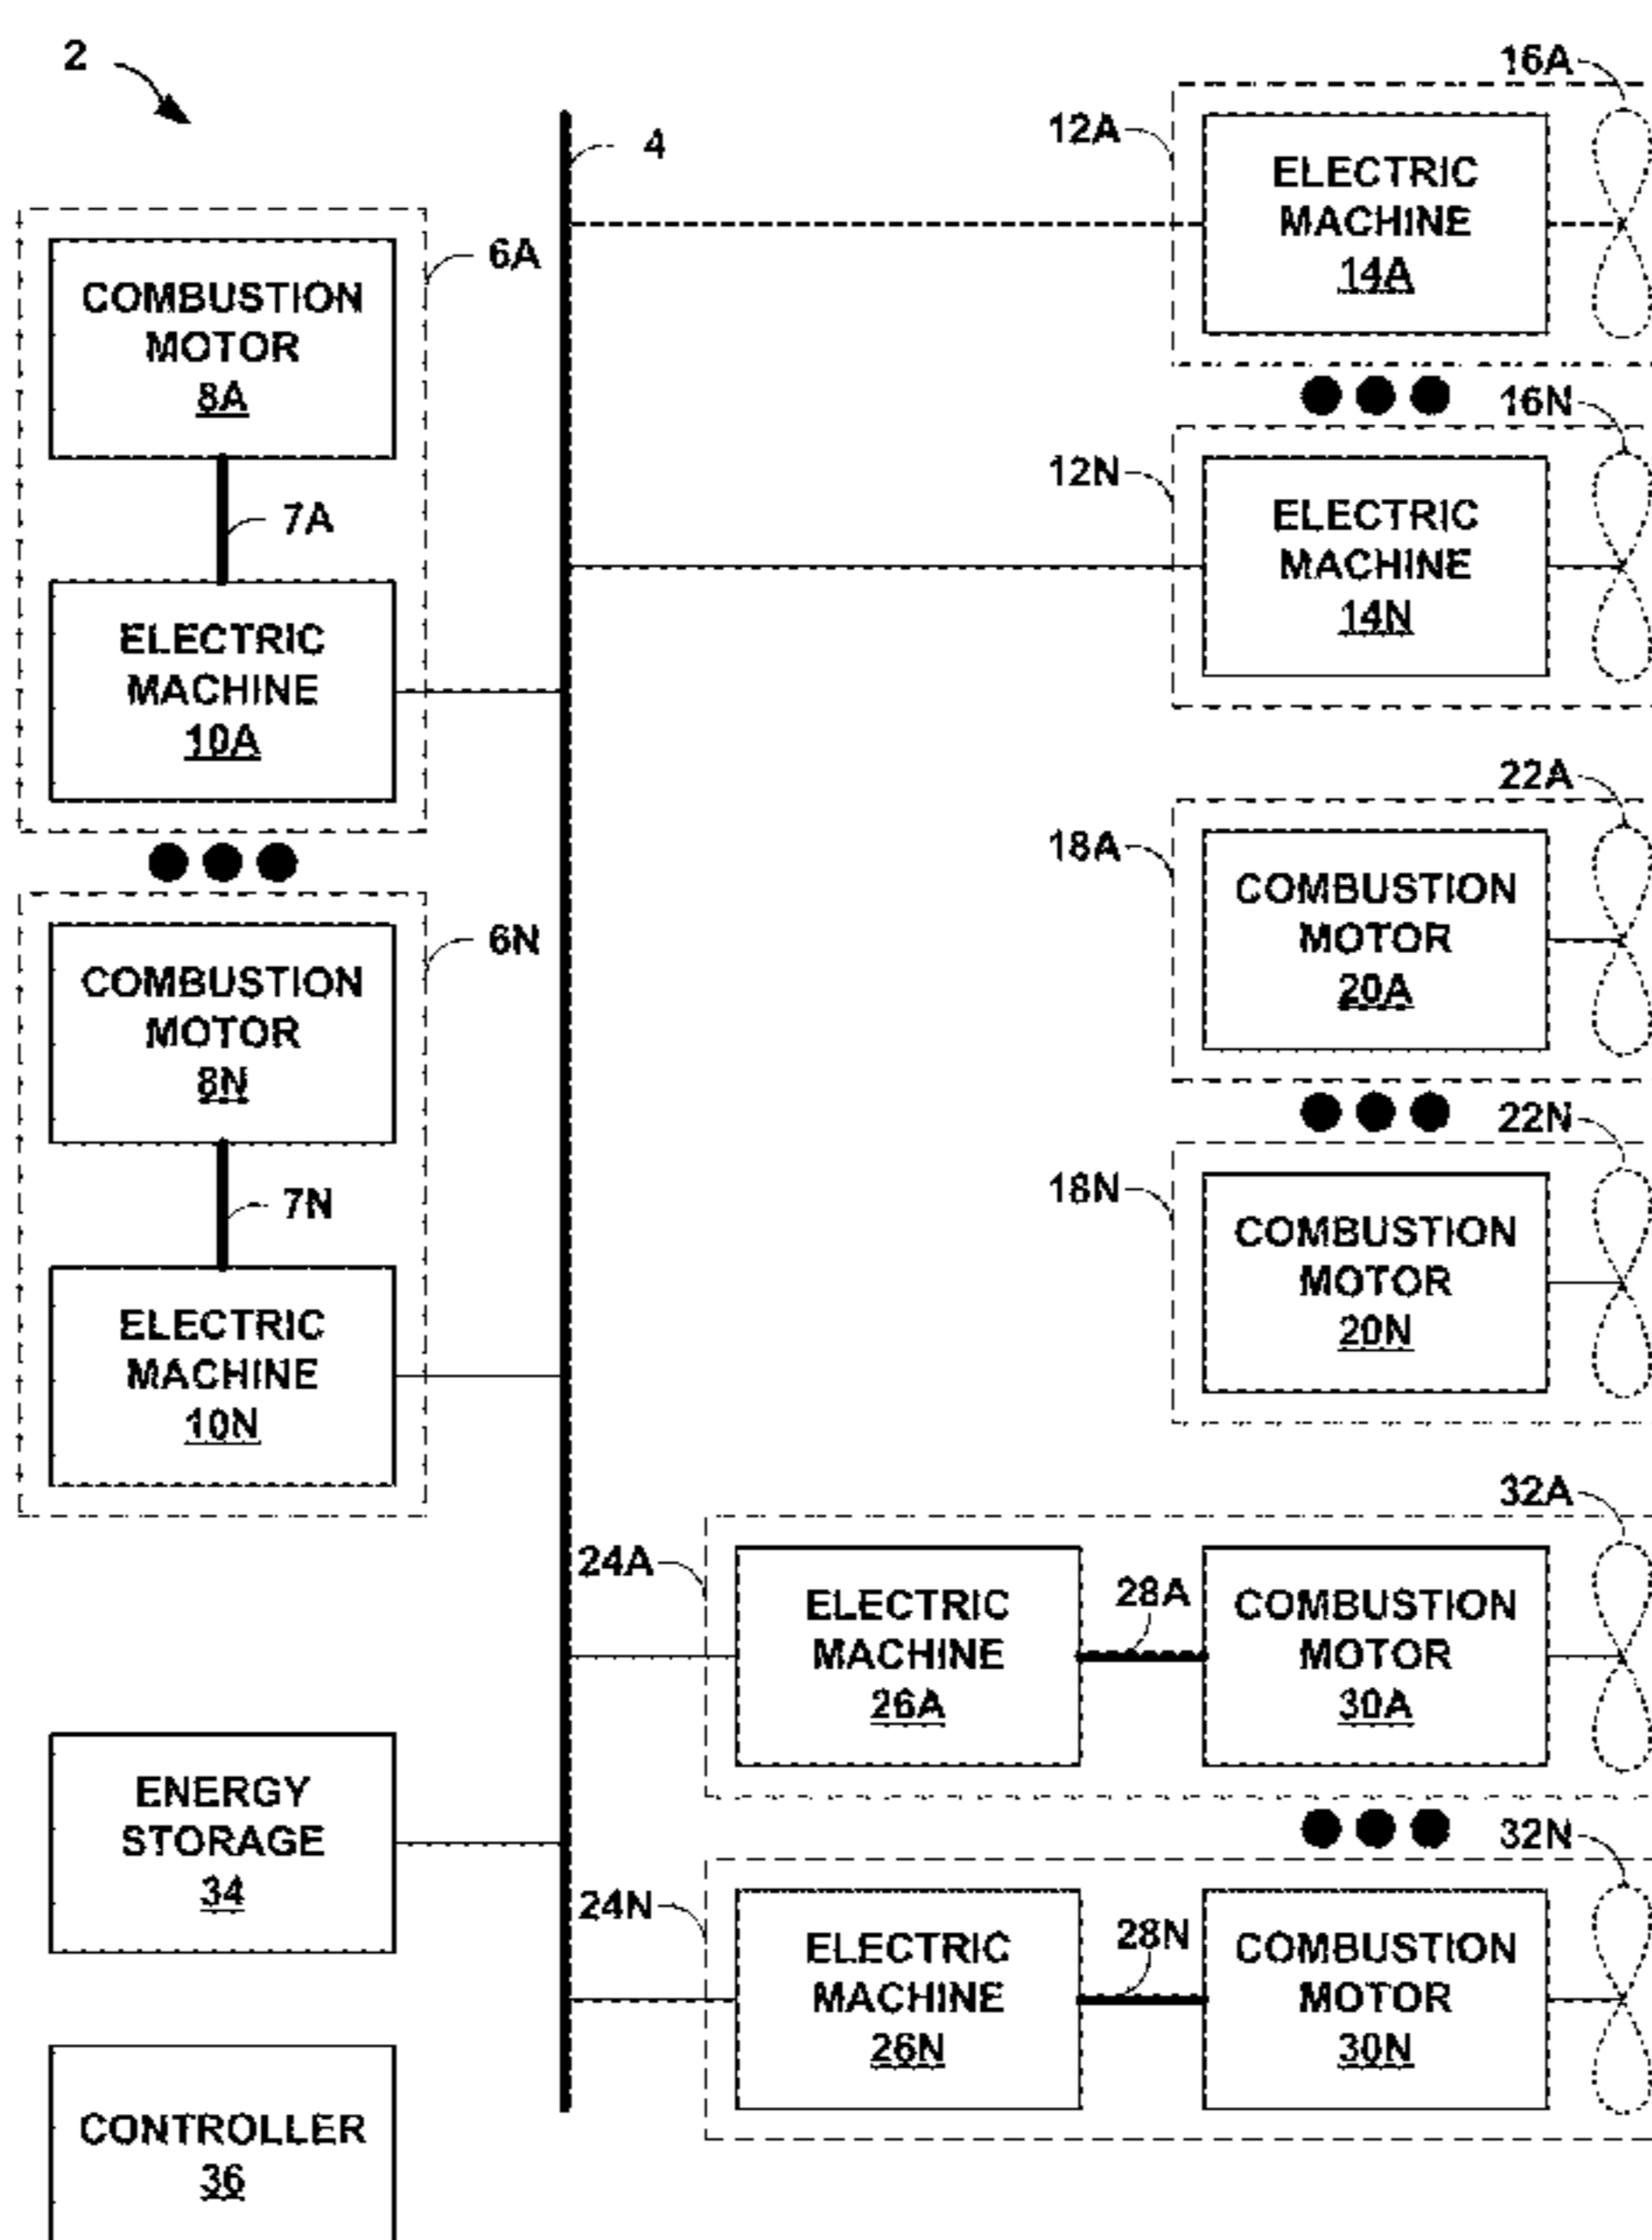 2
4
6A
COMBUSTION
MOTOR
8A
7A
ELECTRIC
MACHINE
10A
6N
COMBUSTION
MOTOR
8N
7N
ELECTRIC
MACHINE
10N
ENERGY
STORAGE
34
CONTROLLER
36
16A
12A
ELECTRIC
MACHINE
14A
16N
12N
ELECTRIC
MACHINE
14N
22A
18A
COMBUSTION
MOTOR
20A
22N
18N
COMBUSTION
MOTOR
20N
32A
24A
ELECTRIC
MACHINE
26A
28A
COMBUSTION
MOTOR
30A
32N
24N
ELECTRIC
MACHINE
26N
28N
COMBUSTION
MOTOR
30N